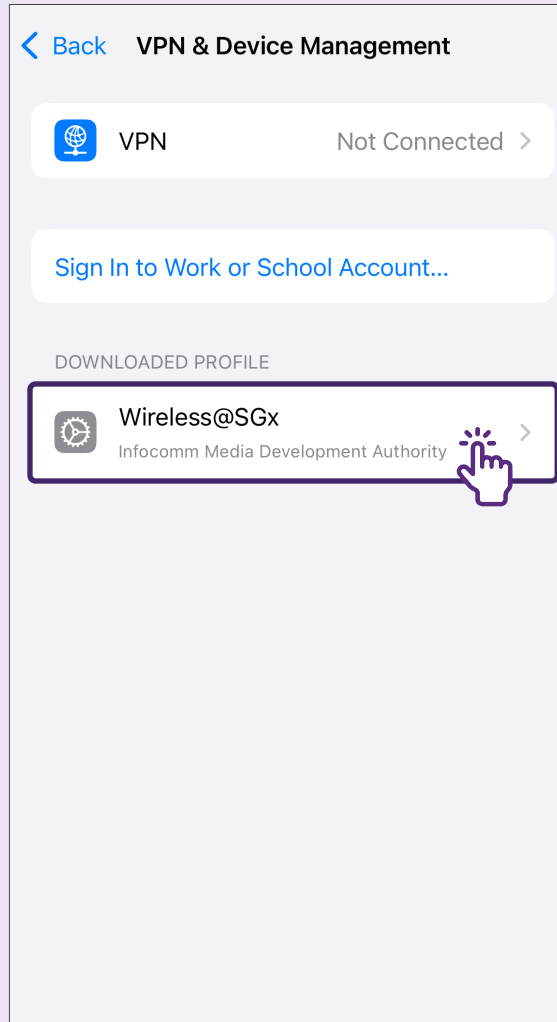 Back VPN & Device Management
VPN Not Connected
Sign In to Work or School Account...
DOWNLOADED PROFILE
Wireless@SGx
Infocomm Media Development Authority